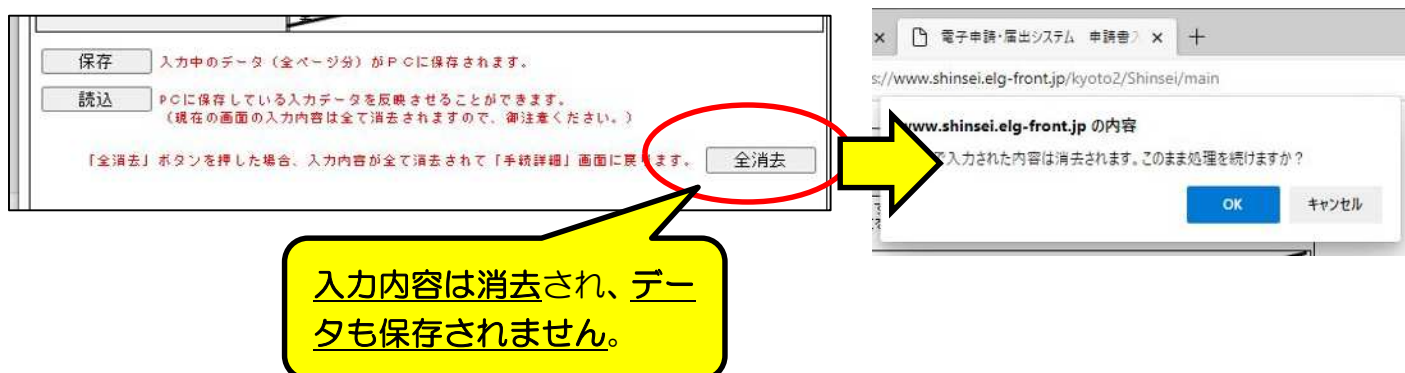 保存 入力中のデータ（全ページ分）がＰＣに保存されます。
読込 ＰＣに保存している入力データを反映させることができます。
（現在の画面の入力内容は全て消去されますので、御注意ください。）
「全消去」ボタンを押した場合、入力内容が全て消去されて「手続詳細」画面に戻ります。 全消去
入力内容は消去され、デー
タも保存されません。
電子申請・届出システム 申請書
www.shinsei.elg-front.jp/kyoto2/Shinsei/main
www.shinsei.elg-front.jp の内容
で入力された内容は消去されます。このまま処理を続けますか？
OK キャンセル